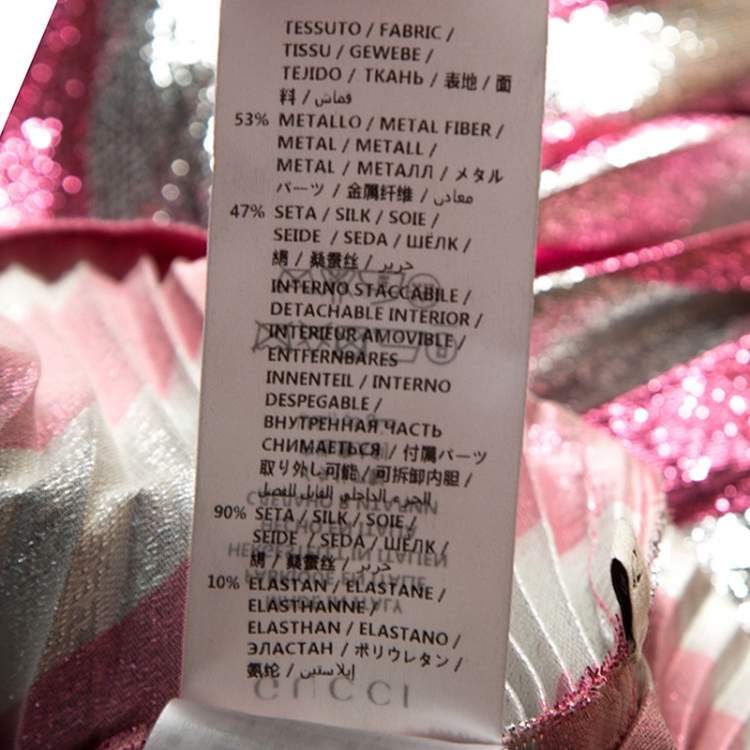 TESSUTO / FABRIC /
TISSU / GEWEBE /
TEJIDO / ТКАНЬ / 表地 / 面
料 / قماش
53% METALLO / METAL FIBER /
METAL / METALL /
METAL / МЕТАЛЛ / メタル
パーツ / 金属纤维 / معادن
47% SETA / SILK / SOIE /
SEIDE / SEDA / ШЁЛК /
絹 / 桑蚕丝 / حرير
INTERNO STACCABILE /
DETACHABLE INTERIOR /
INTERIEUR AMOVIBLE /
ENTFERNBARES
INNENTEIL / INTERNO
DESPEGABLE /
ВНУТРЕННАЯ ЧАСТЬ
СНИМАЕТЬСЯ / 付属パーツ
取り外し可能 / 可拆卸内胆 /
الجزء الداخلي القابل للفصل
90% SETA / SILK / SOIE /
SEIDE / SEDA / ШЁЛК /
絹 / 桑蚕丝 / حرير
10% ELASTAN / ELASTANE /
ELASTHANNE /
ELASTHAN / ELASTANO /
ЭЛАСТАН / ポリウレタン /
氨纶 / إيلاستين
GUCCI